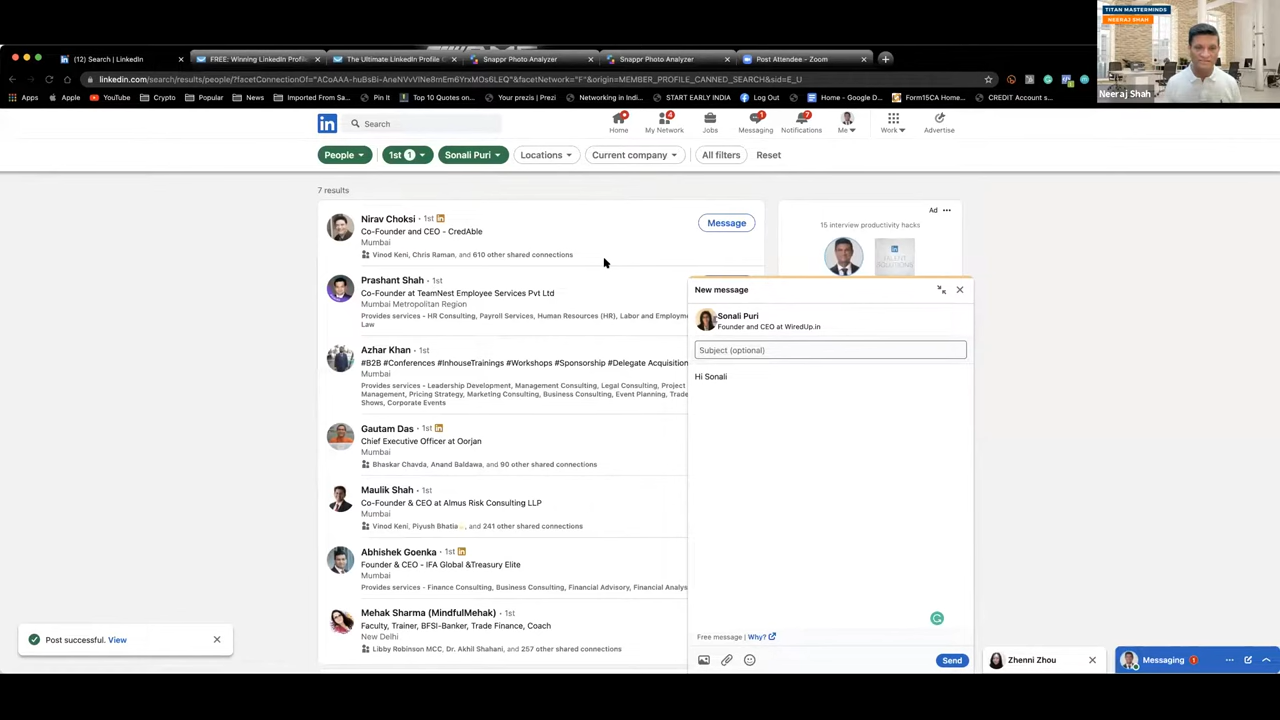 TITAN MASTERMINDS
NEERAJ SHAH
(12) Search | LinkedIn
FREE: Winning LinkedIn Profile
The Ultimate LinkedIn Profile
Snappr Photo Analyzer
Snappr Photo Analyzer
Post Attendee - Zoom
Apps
Apple
YouTube
Crypto
Popular
News
Imported From Sa...
Pin It
Top 10 Quotes on...
Your prezis | Prezi
Networking in Indi...
START EARLY INDIA
Log Out
Home - Google D...
Form15CA Home...
CREDIT Account s...
Neeraj Shah
in
Search
Home
My Network
Jobs
Messaging
Notifications
Me
Work
Advertise
People
1st 1
Sonali Puri
Locations
Current company
All filters
Reset
7 results
Nirav Choksi • 1st
Co-Founder and CEO - CredAble
Mumbai
Vinod Keni, Chris Raman, and 610 other shared connections
Message
Prashant Shah • 1st
Co-Founder at TeamNest Employee Services Pvt Ltd
Mumbai Metropolitan Region
Provides services - HR Consulting, Payroll Services, Human Resources (HR), Labor and Employme
Law
Azhar Khan • 1st
#B2B #Conferences #InhouseTrainings #Workshops #Sponsorship #Delegate Acquisition
Mumbai
Provides services - Leadership Development, Management Consulting, Legal Consulting, Project
Management, Pricing Strategy, Marketing Consulting, Business Consulting, Event Planning, Trade
Shows, Corporate Events
Gautam Das • 1st
Chief Executive Officer at Oorjan
Mumbai
Bhaskar Chavda, Anand Baldawa, and 90 other shared connections
Maulik Shah • 1st
Co-Founder & CEO at Almus Risk Consulting LLP
Mumbai
Vinod Keni, Piyush Bhatia, and 241 other shared connections
Abhishek Goenka • 1st
Founder & CEO - IFA Global &Treasury Elite
Mumbai
Provides services - Finance Consulting, Business Consulting, Financial Advisory, Financial Analys
Mehak Sharma (MindfulMehak) • 1st
Faculty, Trainer, BFSI-Banker, Trade Finance, Coach
New Delhi
Libby Robinson MCC, Dr. Akhil Shahani, and 257 other shared connections
Ad
15 interview productivity hacks
New message
Sonali Puri
Founder and CEO at WiredUp.in
Subject (optional)
Hi Sonali
Free message | Why?
Send
Post successful. View
Zhenni Zhou
Messaging 1